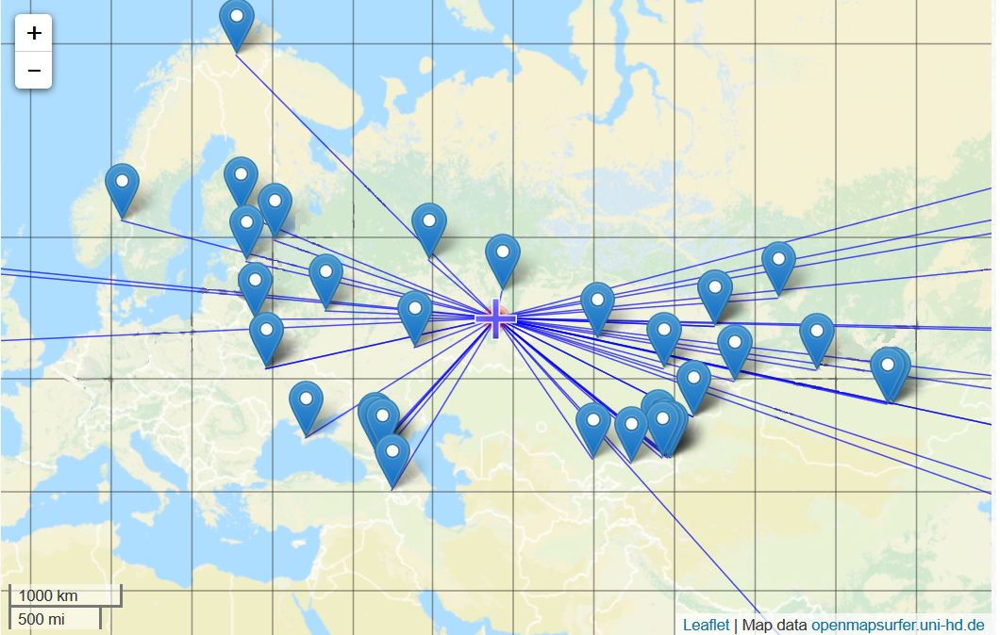 +
−
1000 km
500 mi
Leaflet | Map data openmapsurfer.uni-hd.de